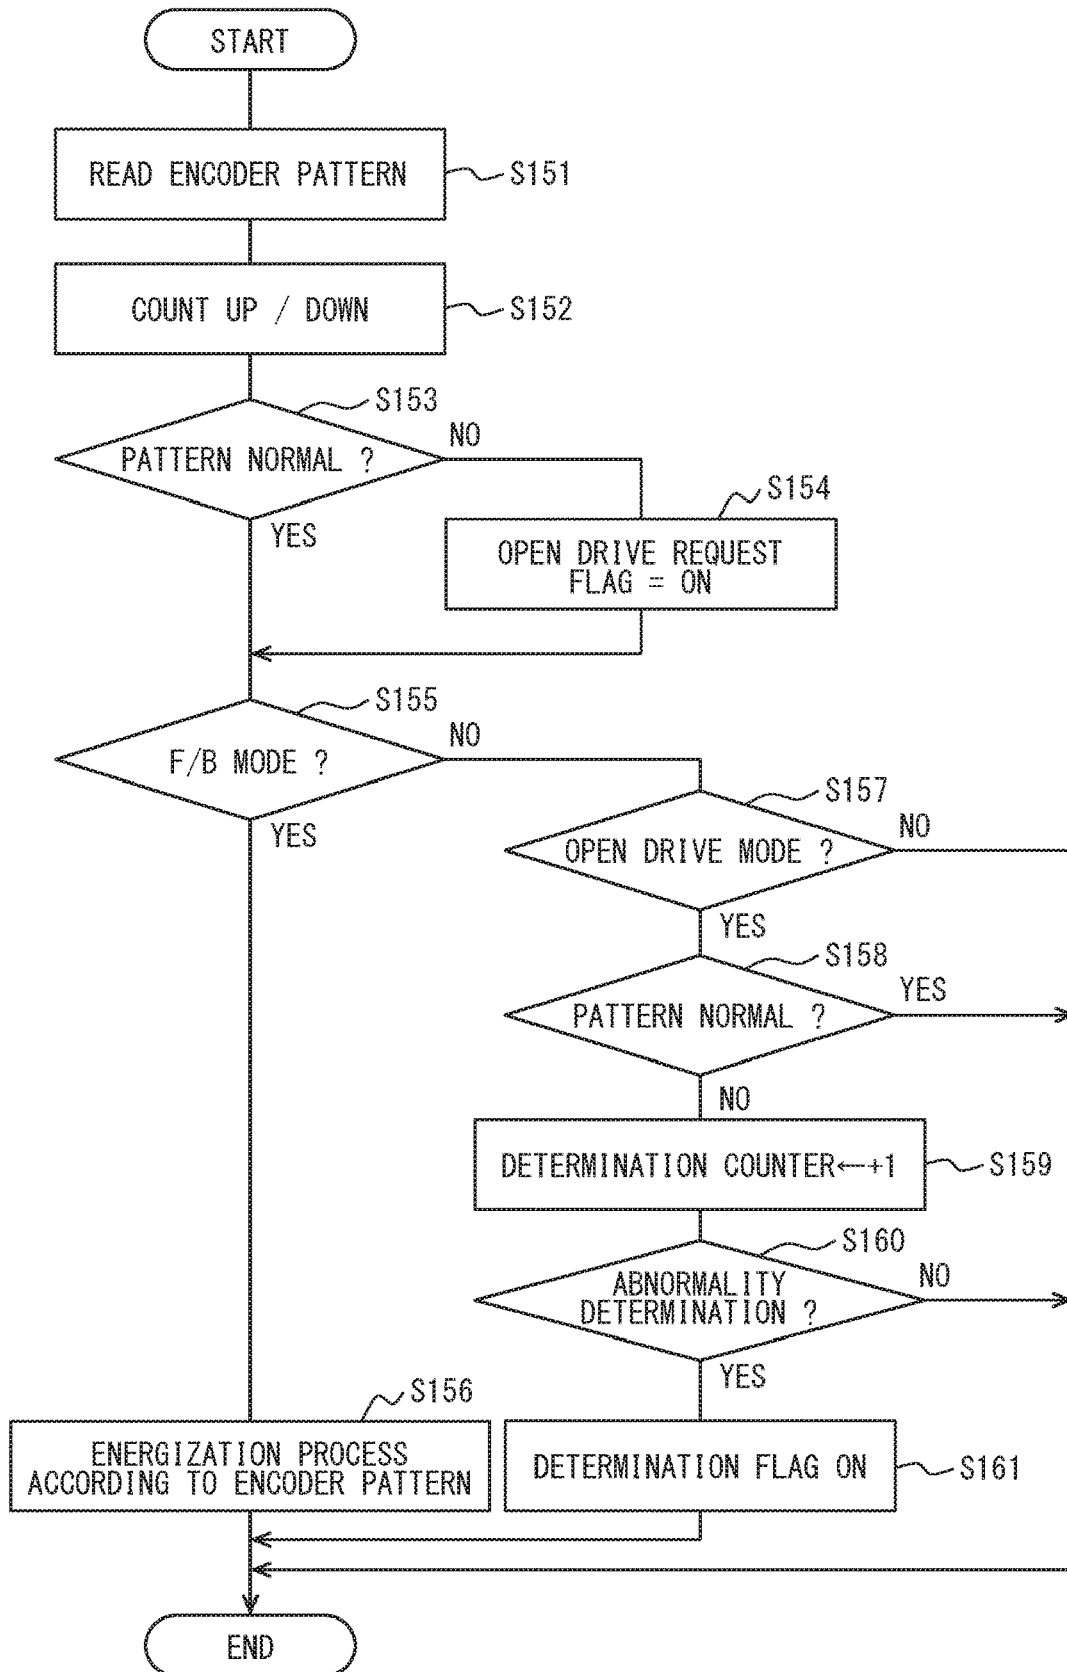 START
READ ENCODER PATTERN
S151
COUNT UP / DOWN
S152
S153
PATTERN NORMAL ?
NO
YES
S154
OPEN DRIVE REQUEST
FLAG = ON
S155
F/B MODE ?
NO
YES
S157
OPEN DRIVE MODE ?
NO
YES
S158
PATTERN NORMAL ?
YES
NO
DETERMINATION COUNTER←+1
S159
S160
ABNORMALITY
DETERMINATION ?
NO
YES
S156
ENERGIZATION PROCESS
ACCORDING TO ENCODER PATTERN
DETERMINATION FLAG ON
S161
END